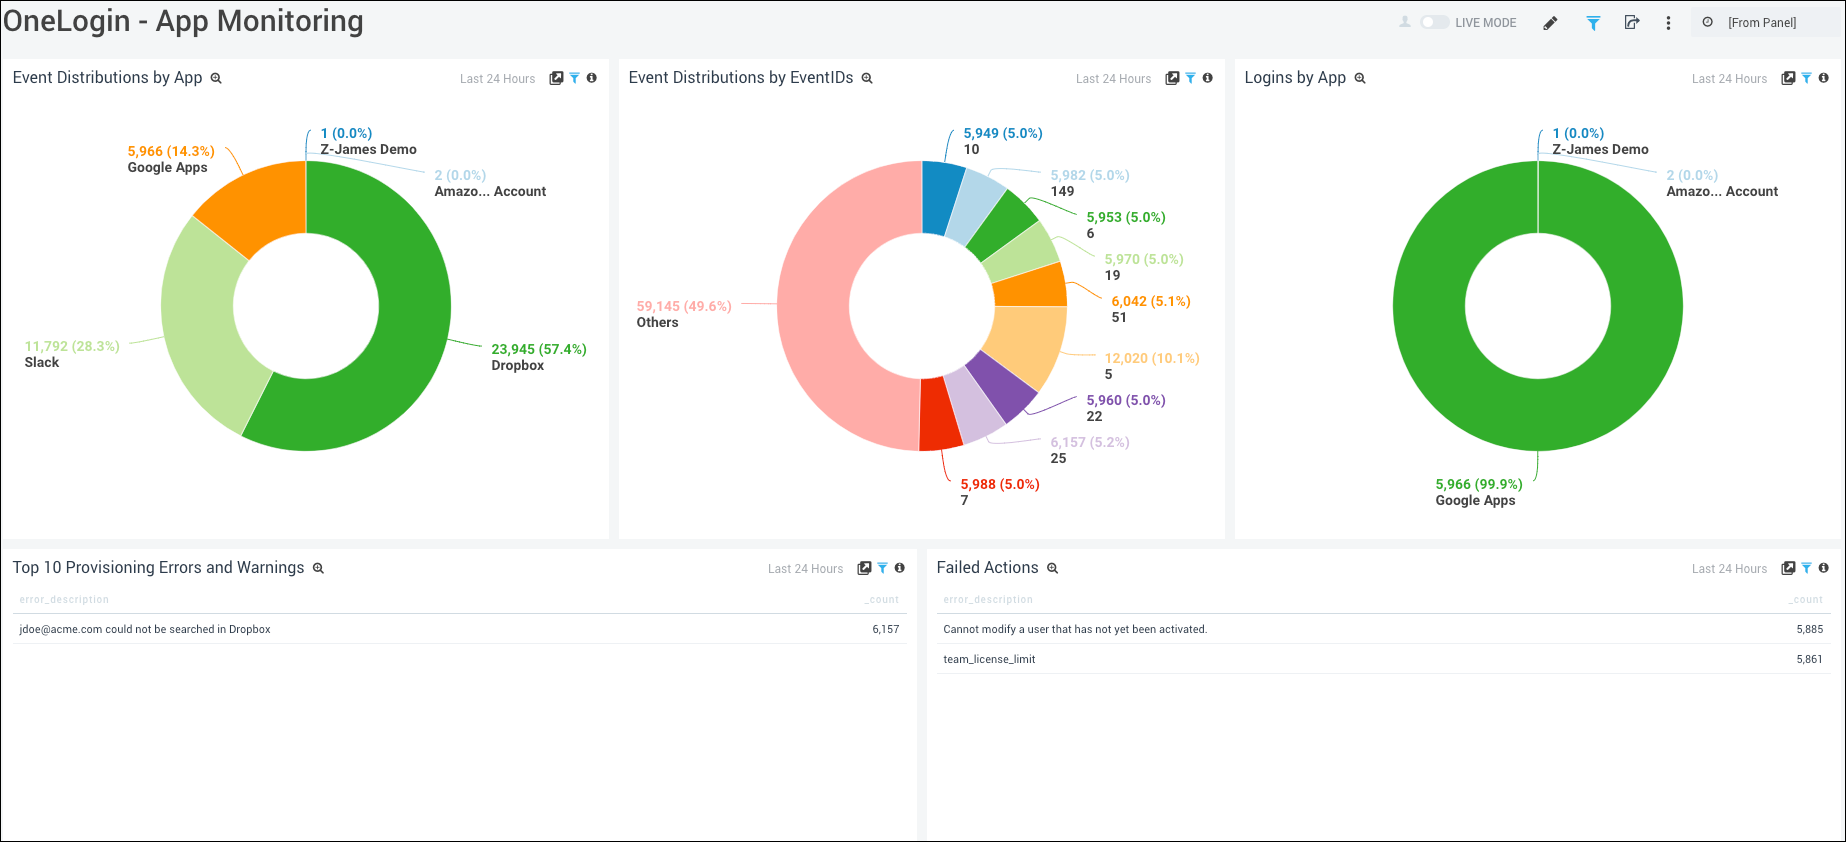 OneLogin - App Monitoring
LIVE MODE
[From Panel]
Event Distributions by App
Last 24 Hours
1 (0.0%)
Z-James Demo
5,966 (14.3%)
Google Apps
2 (0.0%)
Amazo... Account
11,792 (28.3%)
Slack
23,945 (57.4%)
Dropbox
Event Distributions by EventIDs
Last 24 Hours
5,949 (5.0%)
10
5,982 (5.0%)
149
5,953 (5.0%)
6
5,970 (5.0%)
19
6,042 (5.1%)
51
59,145 (49.6%)
Others
12,020 (10.1%)
5
5,960 (5.0%)
22
6,157 (5.2%)
25
5,988 (5.0%)
7
Logins by App
Last 24 Hours
1 (0.0%)
Z-James Demo
2 (0.0%)
Amazo... Account
5,966 (99.9%)
Google Apps
Top 10 Provisioning Errors and Warnings
Last 24 Hours
error_description _count
jdoe@acme.com could not be searched in Dropbox 6,157
Failed Actions
Last 24 Hours
error_description _count
Cannot modify a user that has not yet been activated. 5,885
team_license_limit 5,861